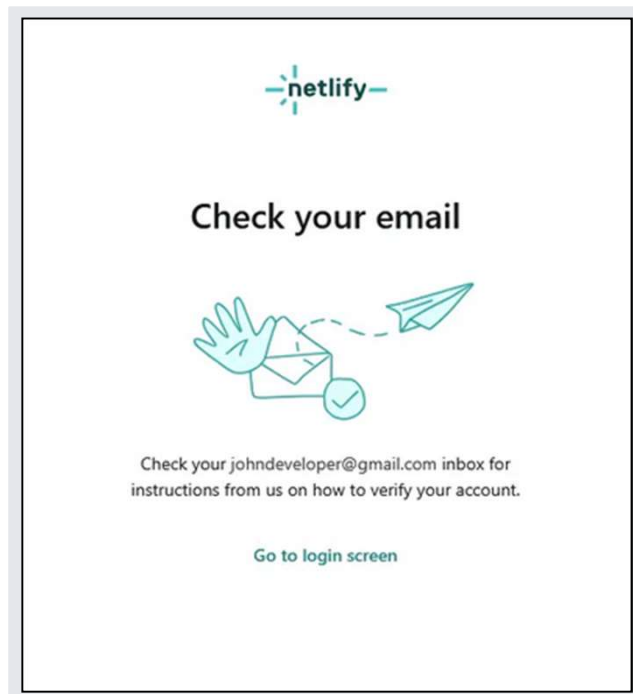 netlify
Check your email
Check your johndeveloper@gmail.com inbox for
instructions from us on how to verify your account.
Go to login screen